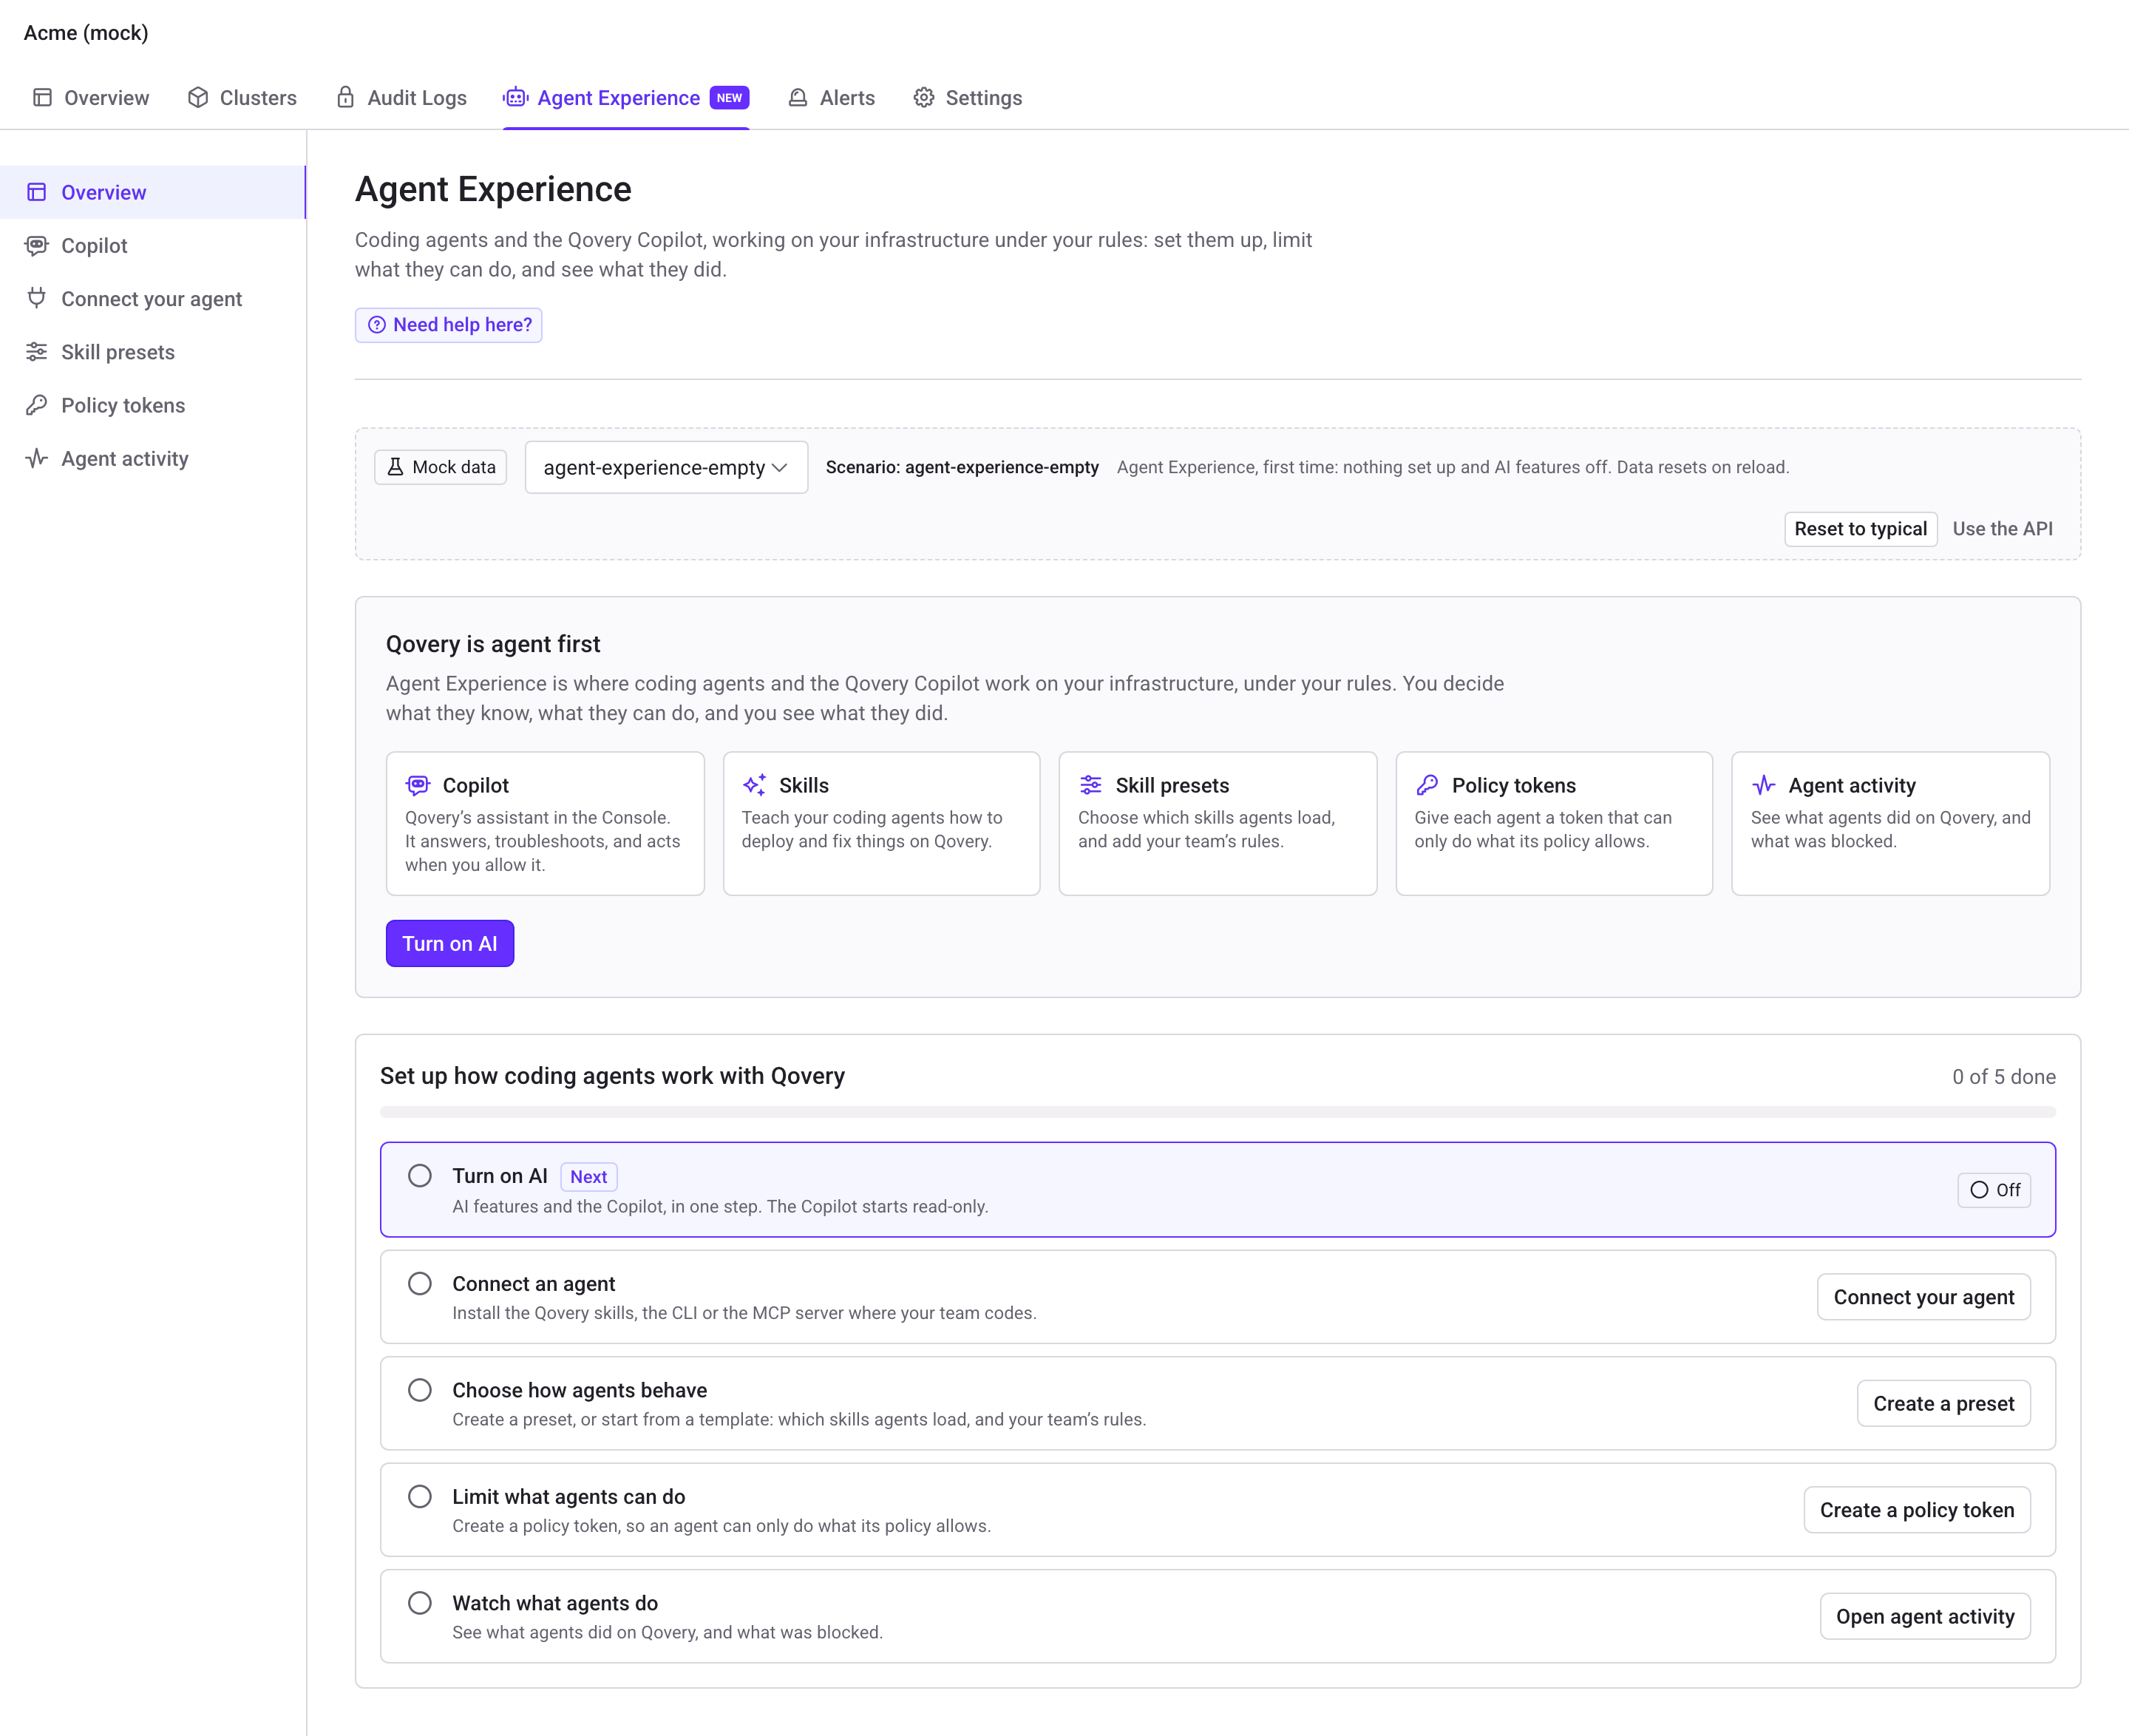 Acme (mock)
Overview
Clusters
Audit Logs
Agent Experience NEW
Alerts
Settings
Overview
Copilot
Connect your agent
Skill presets
Policy tokens
Agent activity
Agent Experience
Coding agents and the Qovery Copilot, working on your infrastructure under your rules: set them up, limit
what they can do, and see what they did.
Need help here?
Mock data
agent-experience-empty
Scenario: agent-experience-empty Agent Experience, first time: nothing set up and AI features off. Data resets on reload.
Reset to typical
Use the API
Qovery is agent first
Agent Experience is where coding agents and the Qovery Copilot work on your infrastructure, under your rules. You decide
what they know, what they can do, and you see what they did.
Copilot
Qovery’s assistant in the Console.
It answers, troubleshoots, and acts
when you allow it.
Skills
Teach your coding agents how to
deploy and fix things on Qovery.
Skill presets
Choose which skills agents load,
and add your team’s rules.
Policy tokens
Give each agent a token that can
only do what its policy allows.
Agent activity
See what agents did on Qovery, and
what was blocked.
Turn on AI
Set up how coding agents work with Qovery
0 of 5 done
Turn on AI Next
AI features and the Copilot, in one step. The Copilot starts read-only.
Off
Connect an agent
Install the Qovery skills, the CLI or the MCP server where your team codes.
Connect your agent
Choose how agents behave
Create a preset, or start from a template: which skills agents load, and your team’s rules.
Create a preset
Limit what agents can do
Create a policy token, so an agent can only do what its policy allows.
Create a policy token
Watch what agents do
See what agents did on Qovery, and what was blocked.
Open agent activity